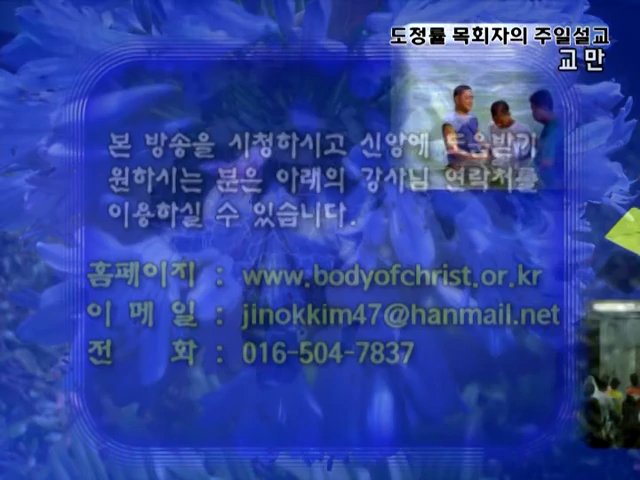 도정률 목회자의 주일설교
교만
본 방송을 시청하시고 신앙에 도움받기
원하시는 분은 아래의 강사님 연락처를
이용하실 수 있습니다.
홈페이지 : www.bodyofchrist.or.kr
이 메 일 : jinokkim47@hanmail.net
전 화 : 016-504-7837